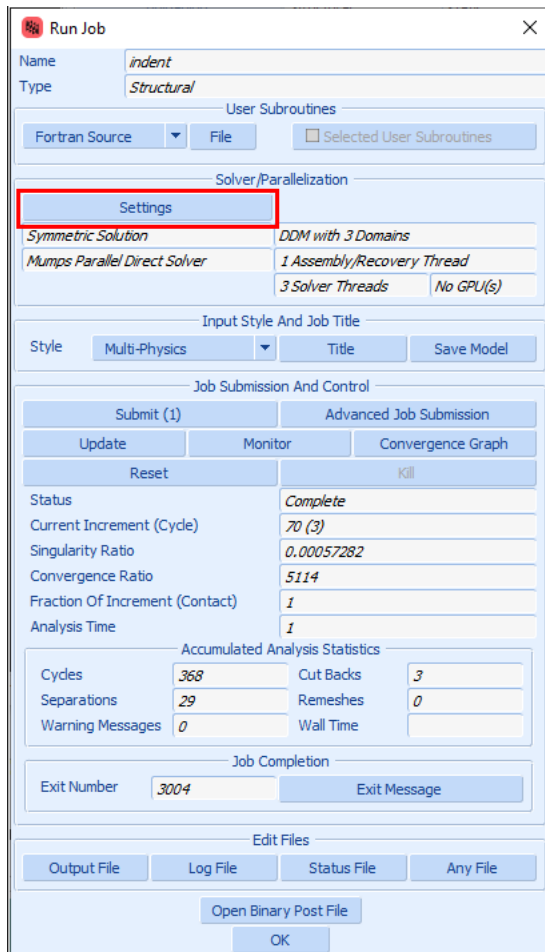 Run Job
Name indent
Type Structural
User Subroutines
Fortran Source File Selected User Subroutines
Solver/Parallelization
Settings
Symmetric Solution DDM with 3 Domains
Mumps Parallel Direct Solver 1 Assembly/Recovery Thread
3 Solver Threads No GPU(s)
Input Style And Job Title
Style Multi-Physics Title Save Model
Job Submission And Control
Submit (1) Advanced Job Submission
Update Monitor Convergence Graph
Reset Kill
Status Complete
Current Increment (Cycle) 70 (3)
Singularity Ratio 0.00057282
Convergence Ratio 5114
Fraction Of Increment (Contact) 1
Analysis Time 1
Accumulated Analysis Statistics
Cycles 368 Cut Backs 3
Separations 29 Remeshes 0
Warning Messages 0 Wall Time
Job Completion
Exit Number 3004 Exit Message
Edit Files
Output File Log File Status File Any File
Open Binary Post File
OK